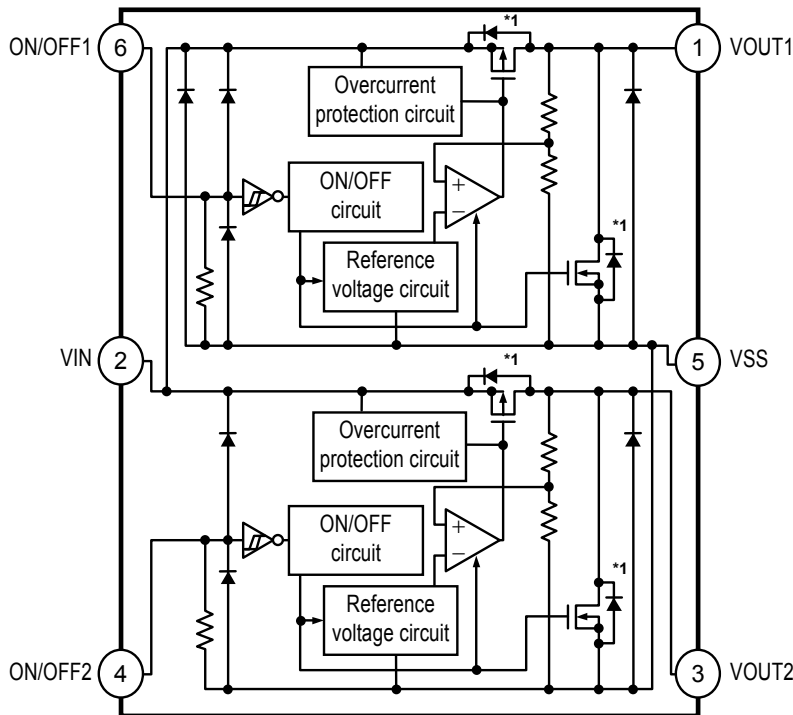 ON/OFF1
6
*1
1
VOUT1
Overcurrent
protection circuit
ON/OFF
circuit
+
−
*1
Reference
voltage circuit
VIN
2
5
VSS
*1
Overcurrent
protection circuit
ON/OFF
circuit
+
−
*1
Reference
voltage circuit
ON/OFF2
4
3
VOUT2